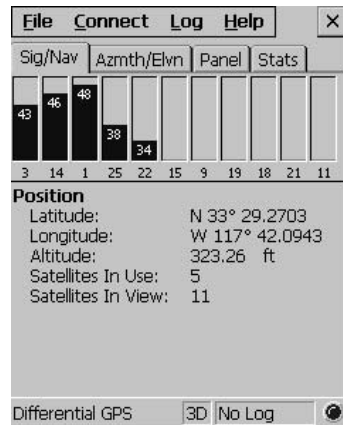 File Connect Log Help ×
Sig/Nav Azmth/Elvn Panel Stats
43 46 48 38 34
3 14 1 25 22 15 9 19 18 21 11
Position
Latitude: N 33° 29.2703
Longitude: W 117° 42.0943
Altitude: 323.26 ft
Satellites In Use: 5
Satellites In View: 11
Differential GPS 3D No Log